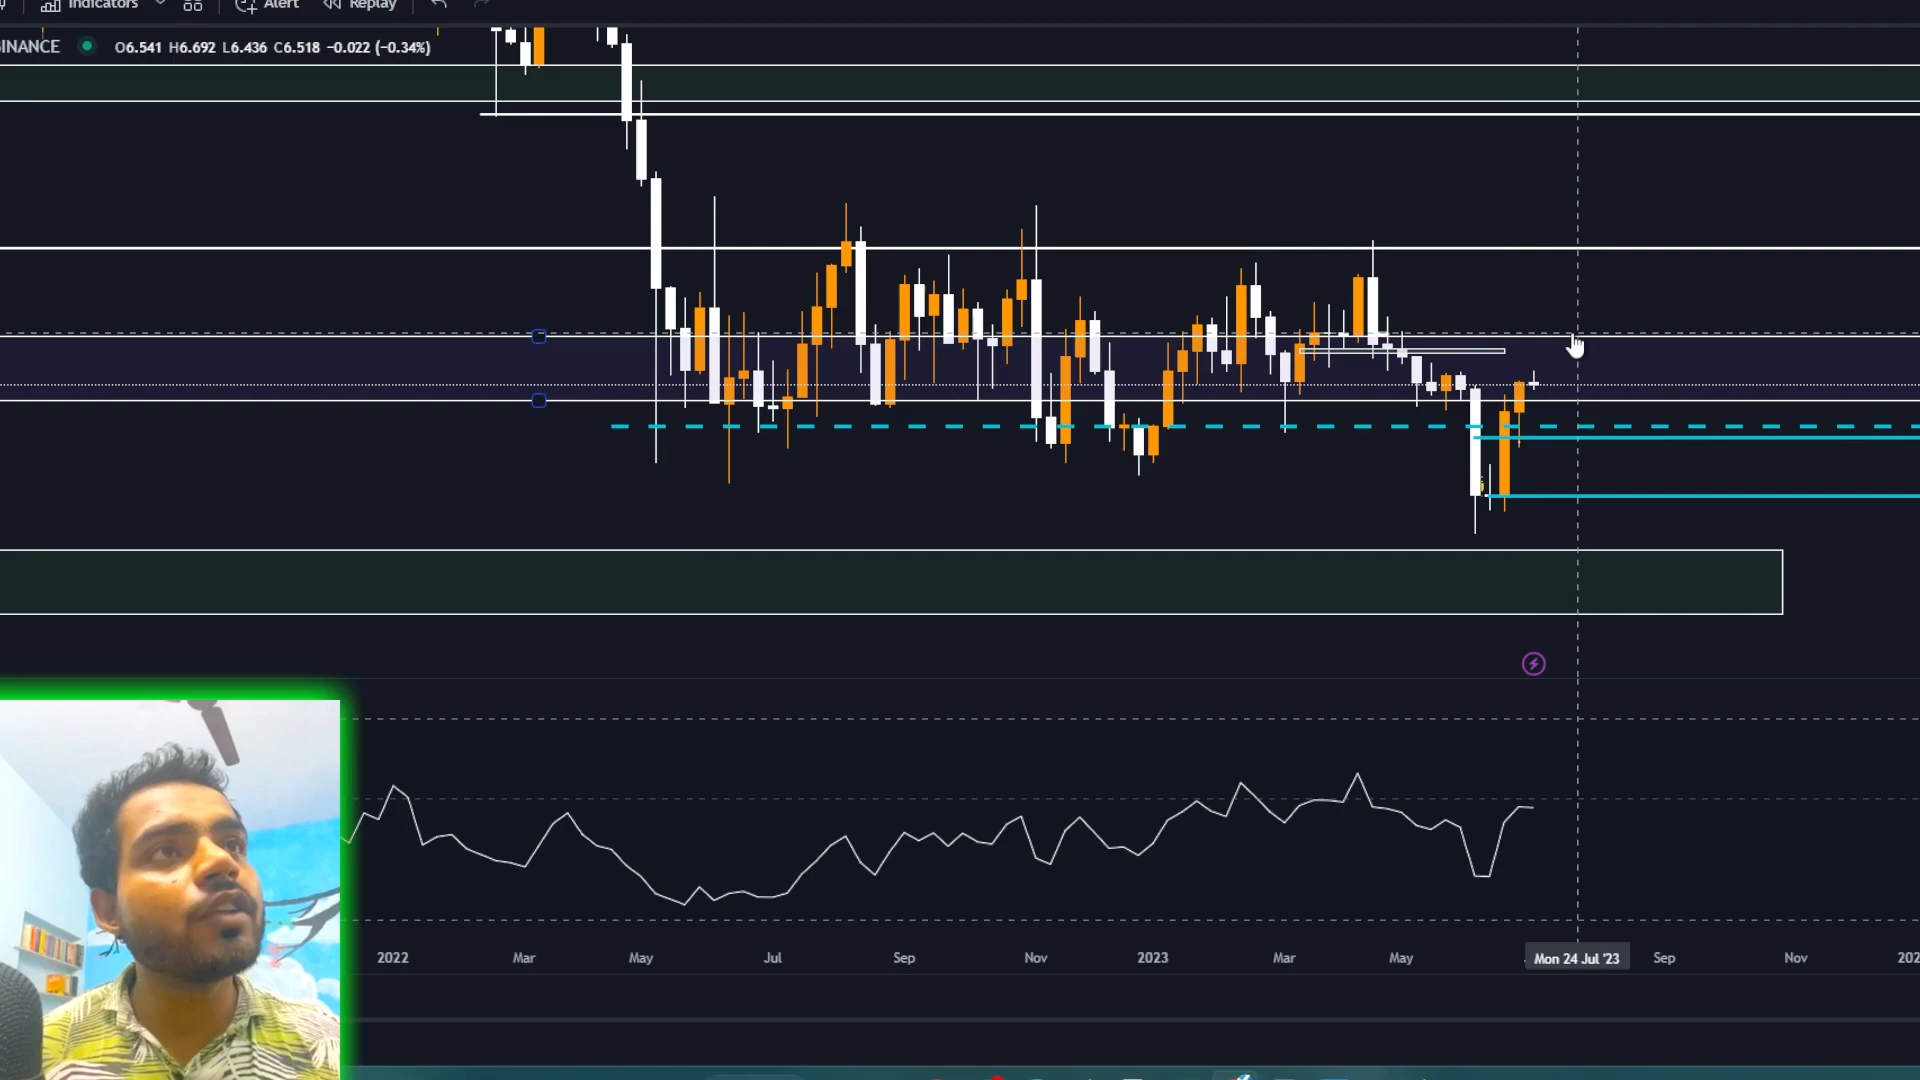 Indicators Alert Replay
BINANCE O6.541 H6.692 L6.436 C6.518 −0.022 (−0.34%)
2022 Mar May Jul Sep Nov 2023 Mar May Mon 24 Jul '23 Sep Nov